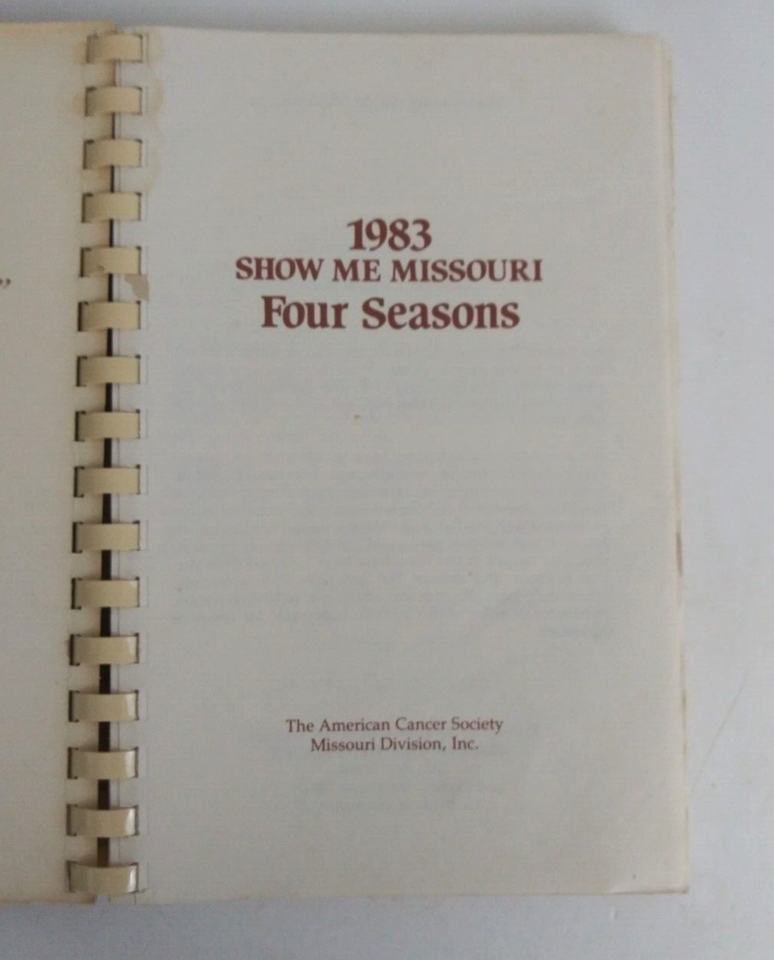 ”
1983
SHOW ME MISSOURI
Four Seasons
The American Cancer Society
Missouri Division, Inc.